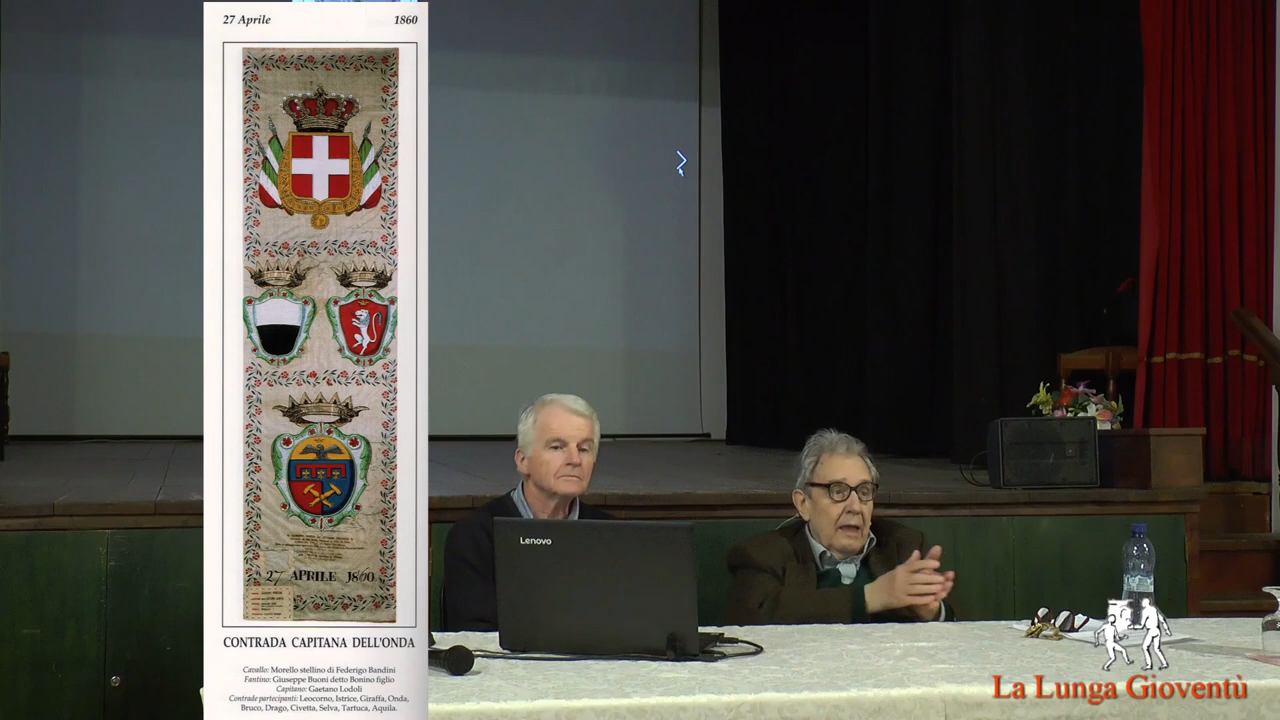 27 Aprile 1860
27 APRILE 1860
CONTRADA CAPITANA DELL'ONDA
Cavallo: Morello stellino di Federigo Bandini
Fantino: Giuseppe Buoni detto Bonino figlio
Capitano: Gaetano Lodoli
Contrade partecipanti: Leocorno, Istrice, Giraffa, Onda,
Bruco, Drago, Civetta, Selva, Tartuca, Aquila.
Lenovo
La Lunga Gioventù